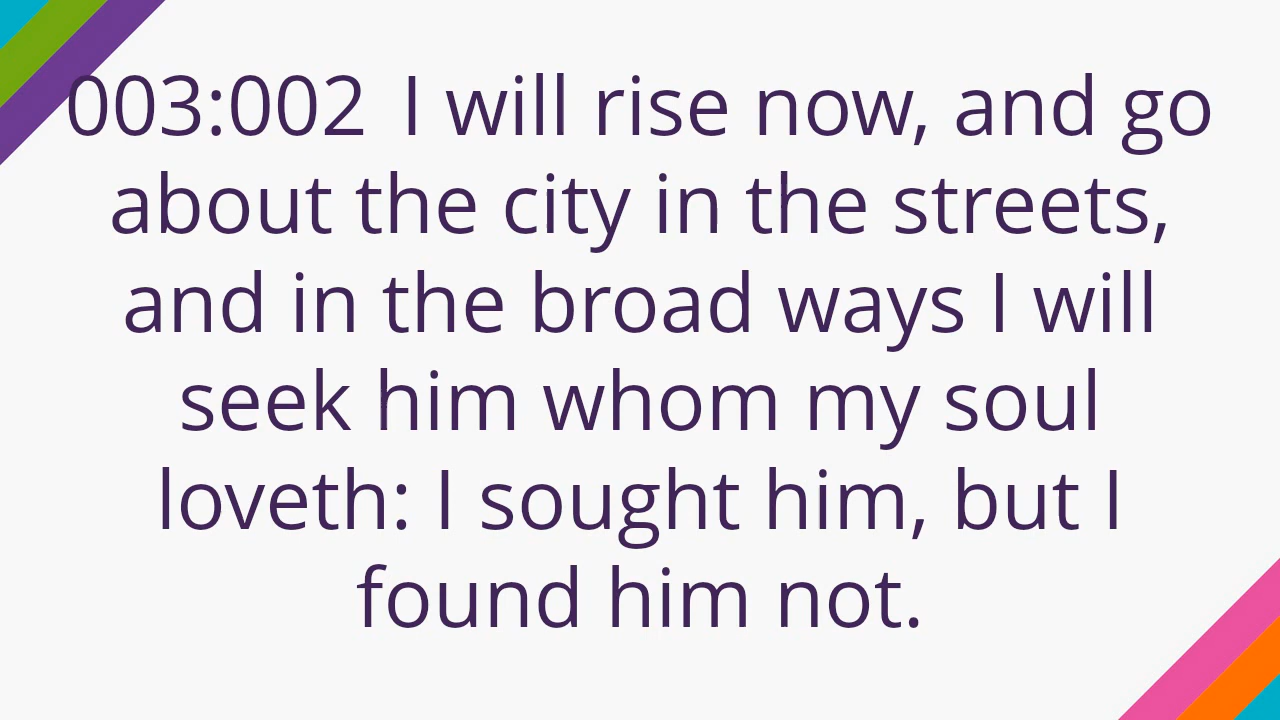 003:002 I will rise now, and go
about the city in the streets,
and in the broad ways I will
seek him whom my soul
loveth: I sought him, but I
found him not.